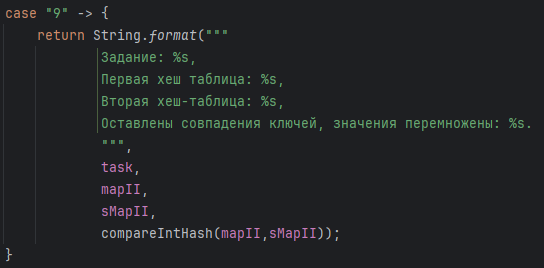 case "9" -> {
return String.format("""
Задание: %s,
Первая хеш таблица: %s,
Вторая хеш-таблица: %s,
Оставлены совпадения ключей, значения перемножены: %s.
""",
task,
mapII,
sMapII,
compareIntHash(mapII,sMapII));
}